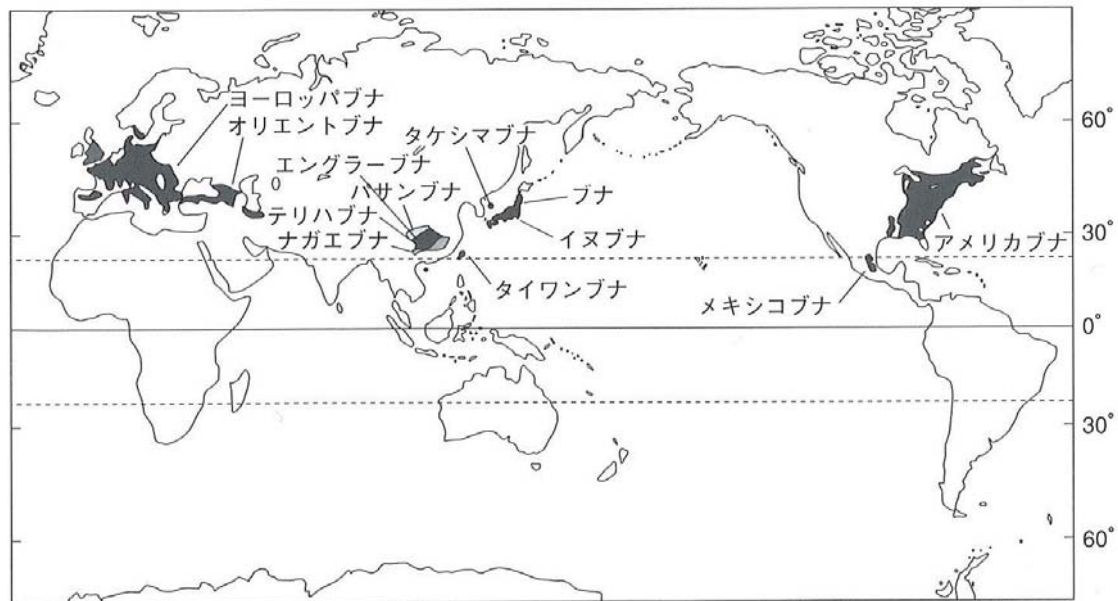 ヨーロッパブナ
オリエントブナ
タケシマブナ
エングラーブナ
ハサンブナ
ブナ
テリハブナ
イヌブナ
ナガエブナ
アメリカブナ
タイワンブナ
メキシコブナ
60°
30°
0°
30°
60°